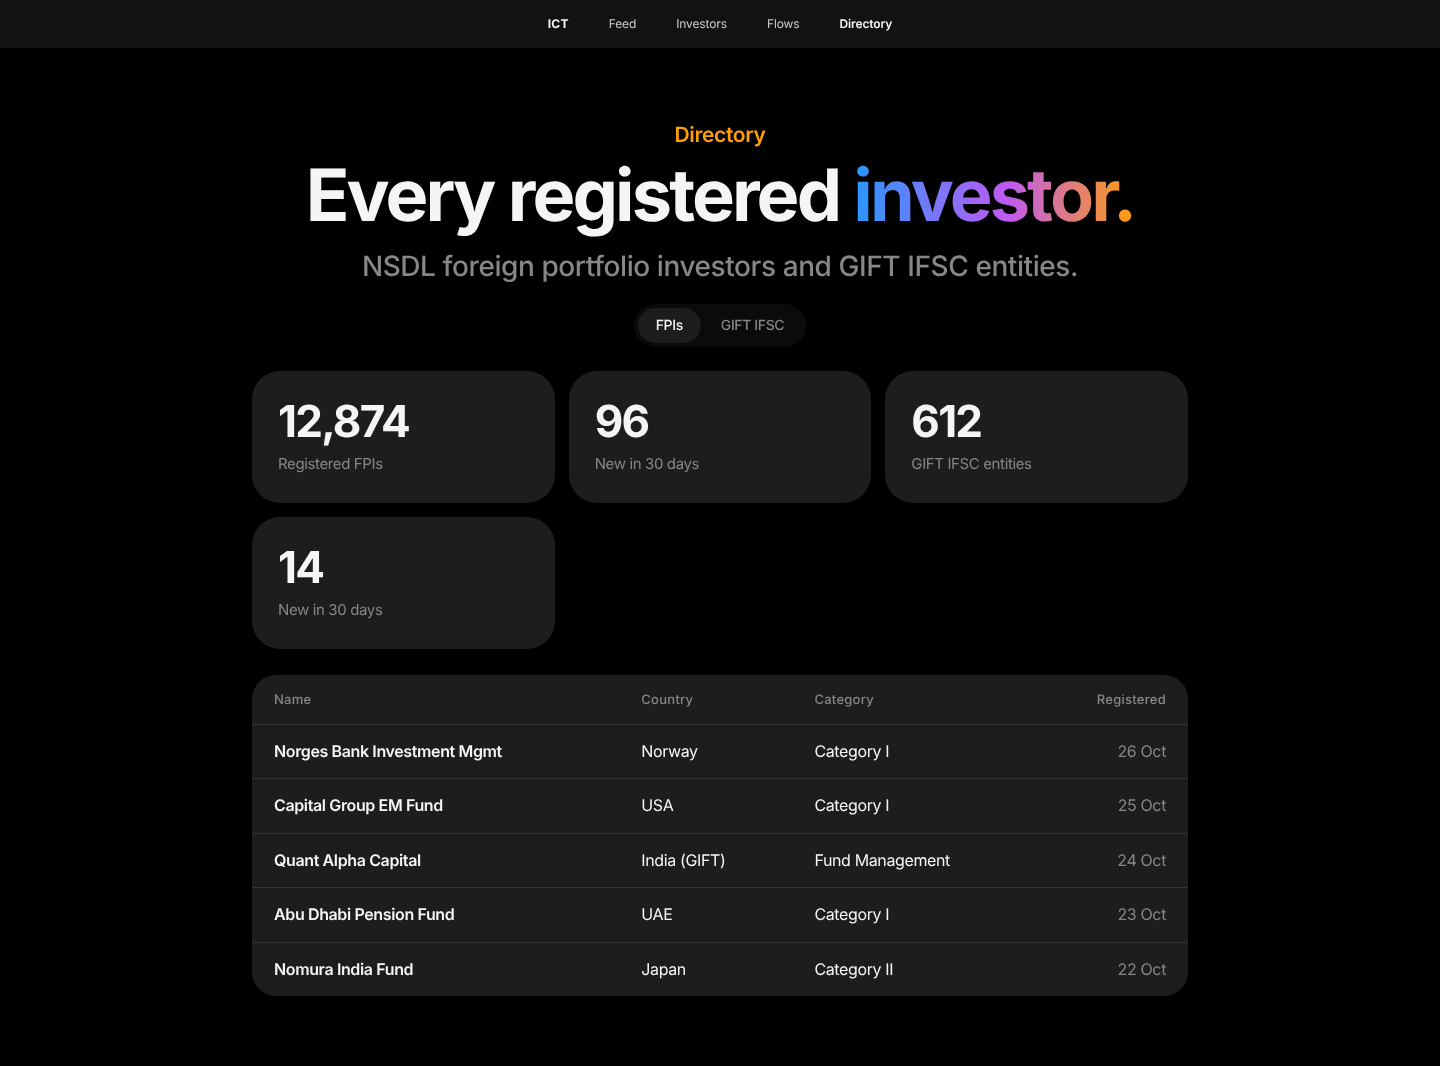 ICT Feed Investors Flows Directory
Directory
Every registered investor.
NSDL foreign portfolio investors and GIFT IFSC entities.
FPIs GIFT IFSC
12,874 96 612
Registered FPIs New in 30 days GIFT IFSC entities
14
New in 30 days
Name Country Category Registered
Norges Bank Investment Mgmt Norway Category I 26 Oct
Capital Group EM Fund USA Category I 25 Oct
Quant Alpha Capital India (GIFT) Fund Management 24 Oct
Abu Dhabi Pension Fund UAE Category I 23 Oct
Nomura India Fund Japan Category II 22 Oct